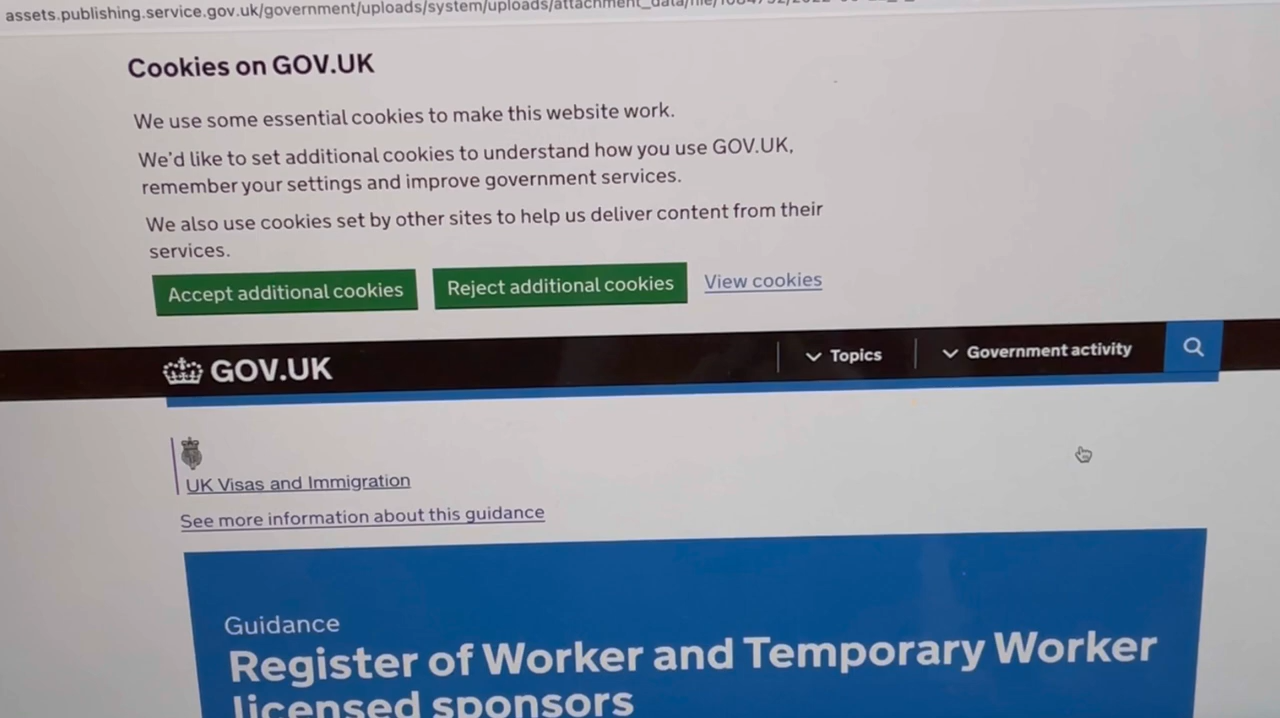 assets.publishing.service.gov.uk/government/uploads/system/uploads/attachment_data/file/
Cookies on GOV.UK
We use some essential cookies to make this website work.
We'd like to set additional cookies to understand how you use GOV.UK,
remember your settings and improve government services.
We also use cookies set by other sites to help us deliver content from their
services.
Accept additional cookies Reject additional cookies View cookies
GOV.UK Topics Government activity
UK Visas and Immigration
See more information about this guidance
Guidance
Register of Worker and Temporary Worker
licensed sponsors